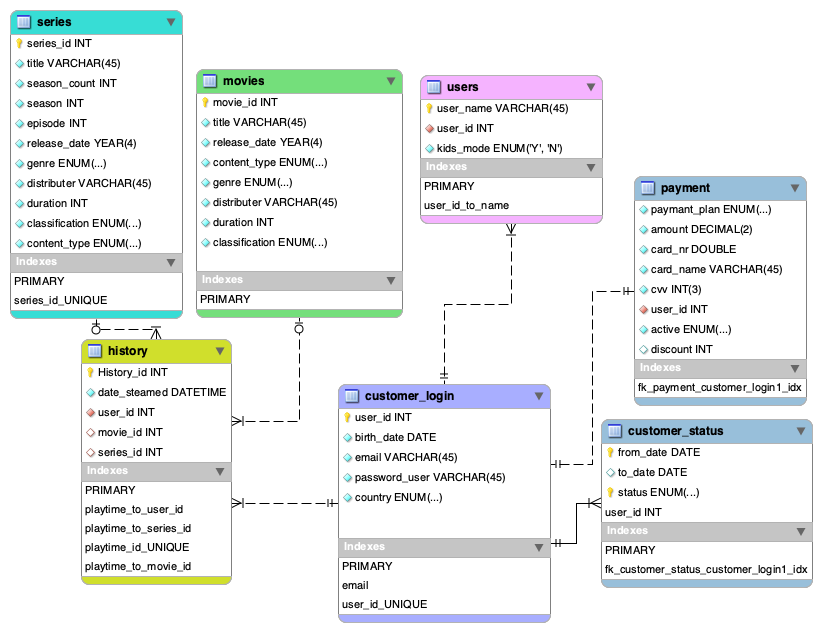 series
series_id INT
title VARCHAR(45)
season_count INT
season INT
episode INT
release_date YEAR(4)
genre ENUM(...)
distributer VARCHAR(45)
duration INT
classification ENUM(...)
content_type ENUM(...)
Indexes
PRIMARY
series_id_UNIQUE
movies
movie_id INT
title VARCHAR(45)
release_date YEAR(4)
content_type ENUM(...)
genre ENUM(...)
distributer VARCHAR(45)
duration INT
classification ENUM(...)
Indexes
PRIMARY
users
user_name VARCHAR(45)
user_id INT
kids_mode ENUM('Y', 'N')
Indexes
PRIMARY
user_id_to_name
payment
paymant_plan ENUM(...)
amount DECIMAL(2)
card_nr DOUBLE
card_name VARCHAR(45)
cvv INT(3)
user_id INT
active ENUM(...)
discount INT
Indexes
fk_payment_customer_login1_idx
history
History_id INT
date_steamed DATETIME
user_id INT
movie_id INT
series_id INT
Indexes
PRIMARY
playtime_to_user_id
playtime_to_series_id
playtime_id_UNIQUE
playtime_to_movie_id
customer_login
user_id INT
birth_date DATE
email VARCHAR(45)
password_user VARCHAR(45)
country ENUM(...)
Indexes
PRIMARY
email
user_id_UNIQUE
customer_status
from_date DATE
to_date DATE
status ENUM(...)
user_id INT
Indexes
PRIMARY
fk_customer_status_customer_login1_idx